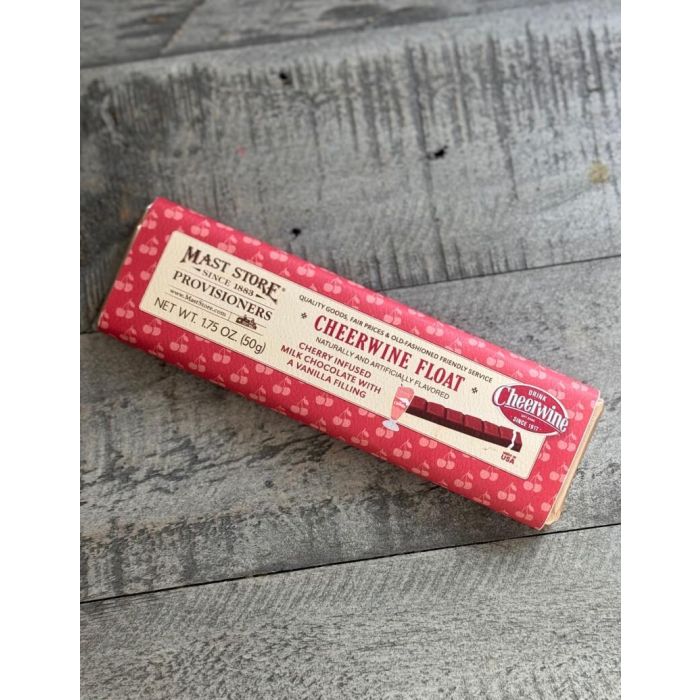 MAST STORE®
SINCE 1883
PROVISIONERS
www.MastStore.com
NET WT. 1.75 OZ. (50g)
QUALITY GOODS, FAIR PRICES & OLD-FASHIONED FRIENDLY SERVICE
CHEERWINE FLOAT
NATURALLY AND ARTIFICIALLY FLAVORED
CHERRY INFUSED
MILK CHOCOLATE WITH
A VANILLA FILLING
DRINK
Cheerwine
SINCE 1917
MADE IN
USA